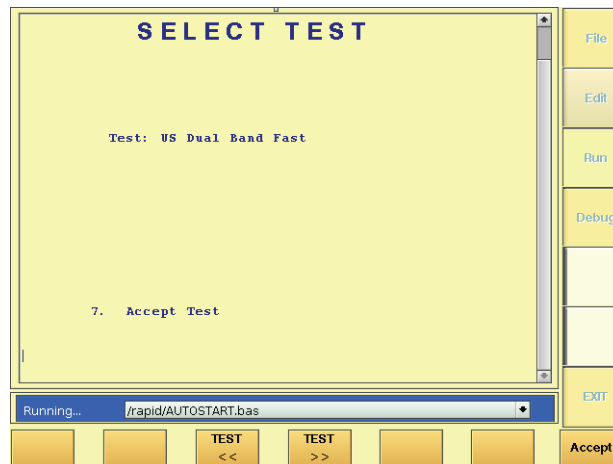 SELECT TEST
File
Edit
Test: US Dual Band Fast
Run
Debug
7. Accept Test
EXIT
Running... /rapid/AUTOSTART.bas
TEST
<<
TEST
>>
Accept